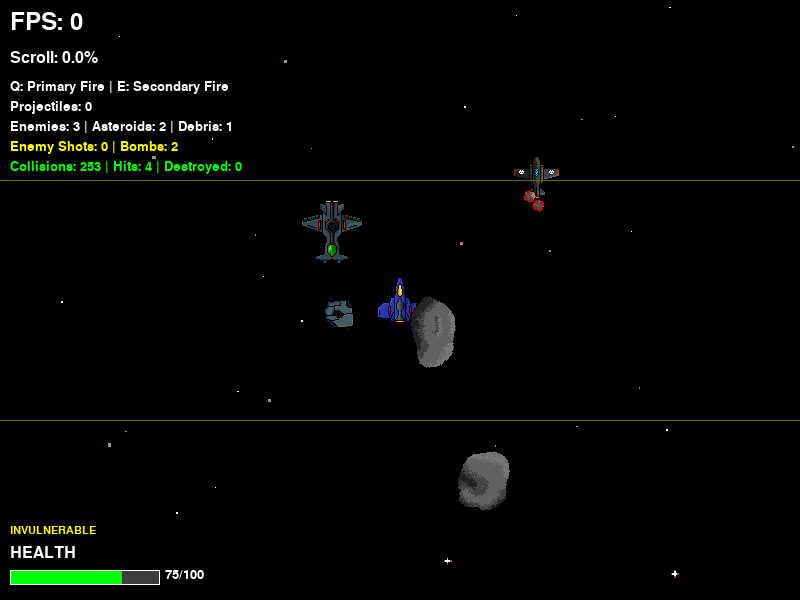 FPS: 0
Scroll: 0.0%
Q: Primary Fire | E: Secondary Fire
Projectiles: 0
Enemies: 3 | Asteroids: 2 | Debris: 1
Enemy Shots: 0 | Bombs: 2
Collisions: 253 | Hits: 4 | Destroyed: 0
INVULNERABLE
HEALTH
75/100